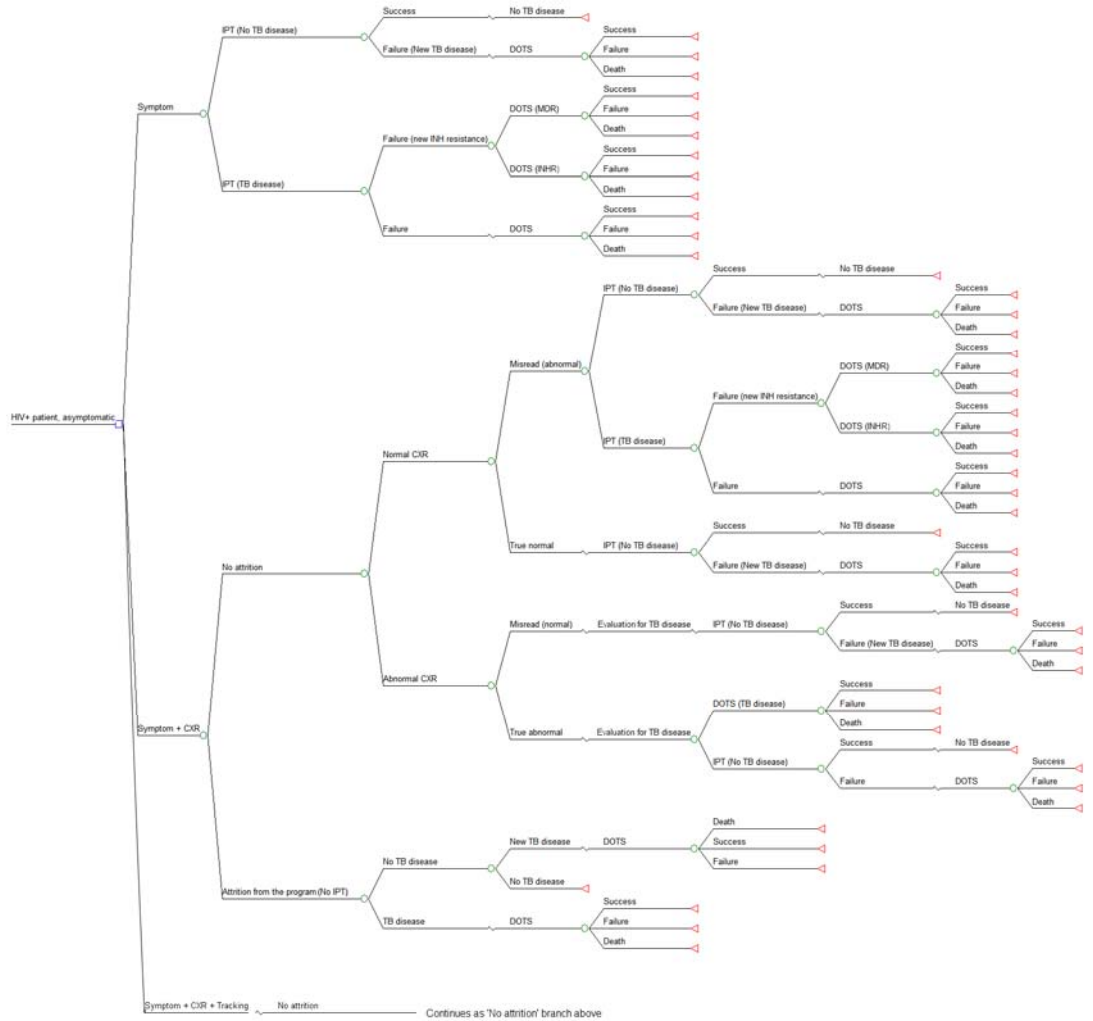 Success
No TB disease
IPT (No TB disease)
Failure (New TB disease)
DOTS
Success
Failure
Death
Symptom
IPT (TB disease)
Failure (new INH resistance)
DOTS (MDR)
Success
Failure
Death
DOTS (INHR)
Success
Failure
Death
Failure
DOTS
Success
Failure
Death
HIV+ patient, asymptomatic
Symptom + CXR
No attrition
Normal CXR
Misread (abnormal)
IPT (No TB disease)
Success
No TB disease
Failure (New TB disease)
DOTS
Success
Failure
Death
IPT (TB disease)
Failure (new INH resistance)
DOTS (MDR)
Success
Failure
Death
DOTS (INHR)
Success
Failure
Death
Failure
DOTS
Success
Failure
Death
True normal
IPT (No TB disease)
Success
No TB disease
Failure (New TB disease)
DOTS
Success
Failure
Death
Abnormal CXR
Misread (normal)
Evaluation for TB disease
IPT (No TB disease)
Success
No TB disease
Failure (New TB disease)
DOTS
Success
Failure
Death
True abnormal
Evaluation for TB disease
DOTS (TB disease)
Success
Failure
Death
IPT (No TB disease)
Success
No TB disease
Failure
DOTS
Success
Failure
Death
Attrition from the program (No IPT)
No TB disease
New TB disease
DOTS
Death
Success
Failure
No TB disease
TB disease
DOTS
Success
Failure
Death
Symptom + CXR + Tracking
No attrition
Continues as 'No attrition' branch above